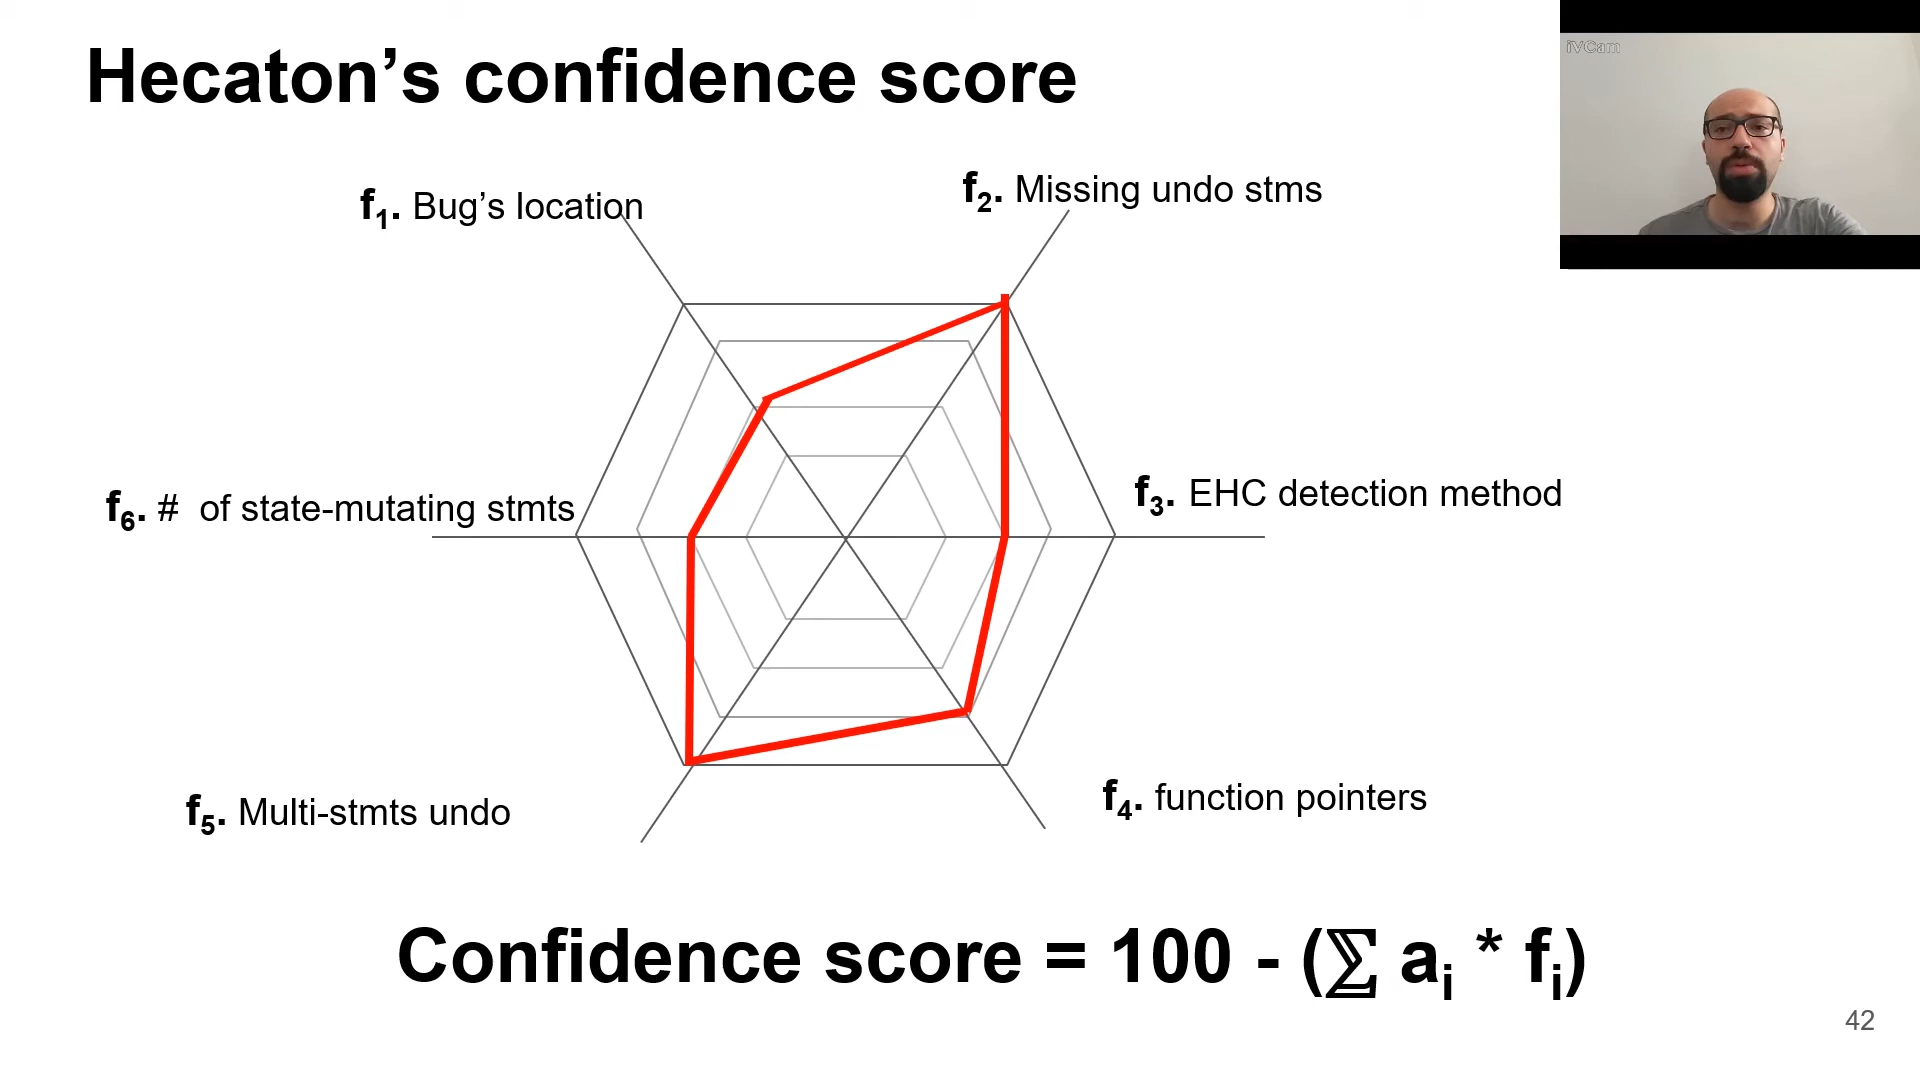 Hecaton’s confidence score
iVCam
f1. Bug’s location
f2. Missing undo stms
f6. # of state-mutating stmts
f3. EHC detection method
f5. Multi-stmts undo
f4. function pointers
Confidence score = 100 - (∑ ai * fi)
42